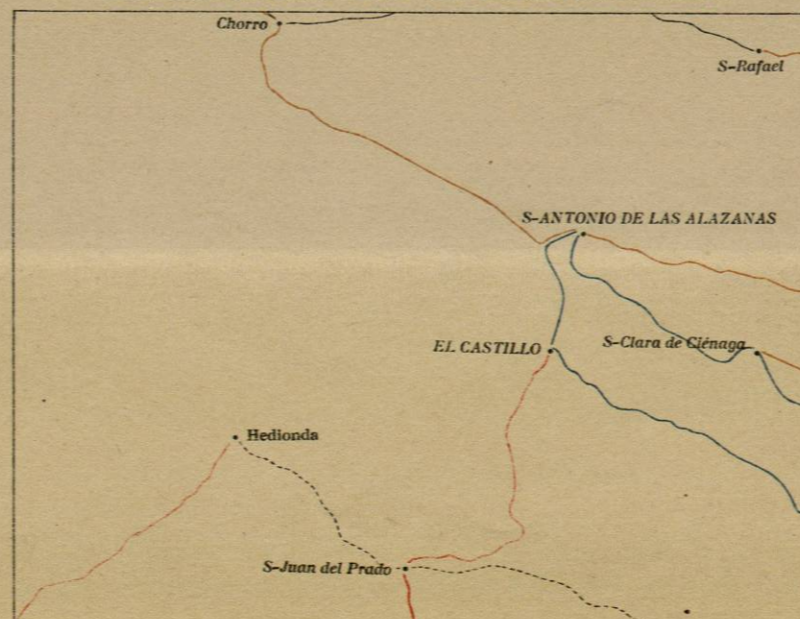 Chorro
S-Rafael
S-ANTONIO DE LAS ALAZANAS
EL CASTILLO
S-Clara de Ciénaga
Hedionda
S-Juan del Prado